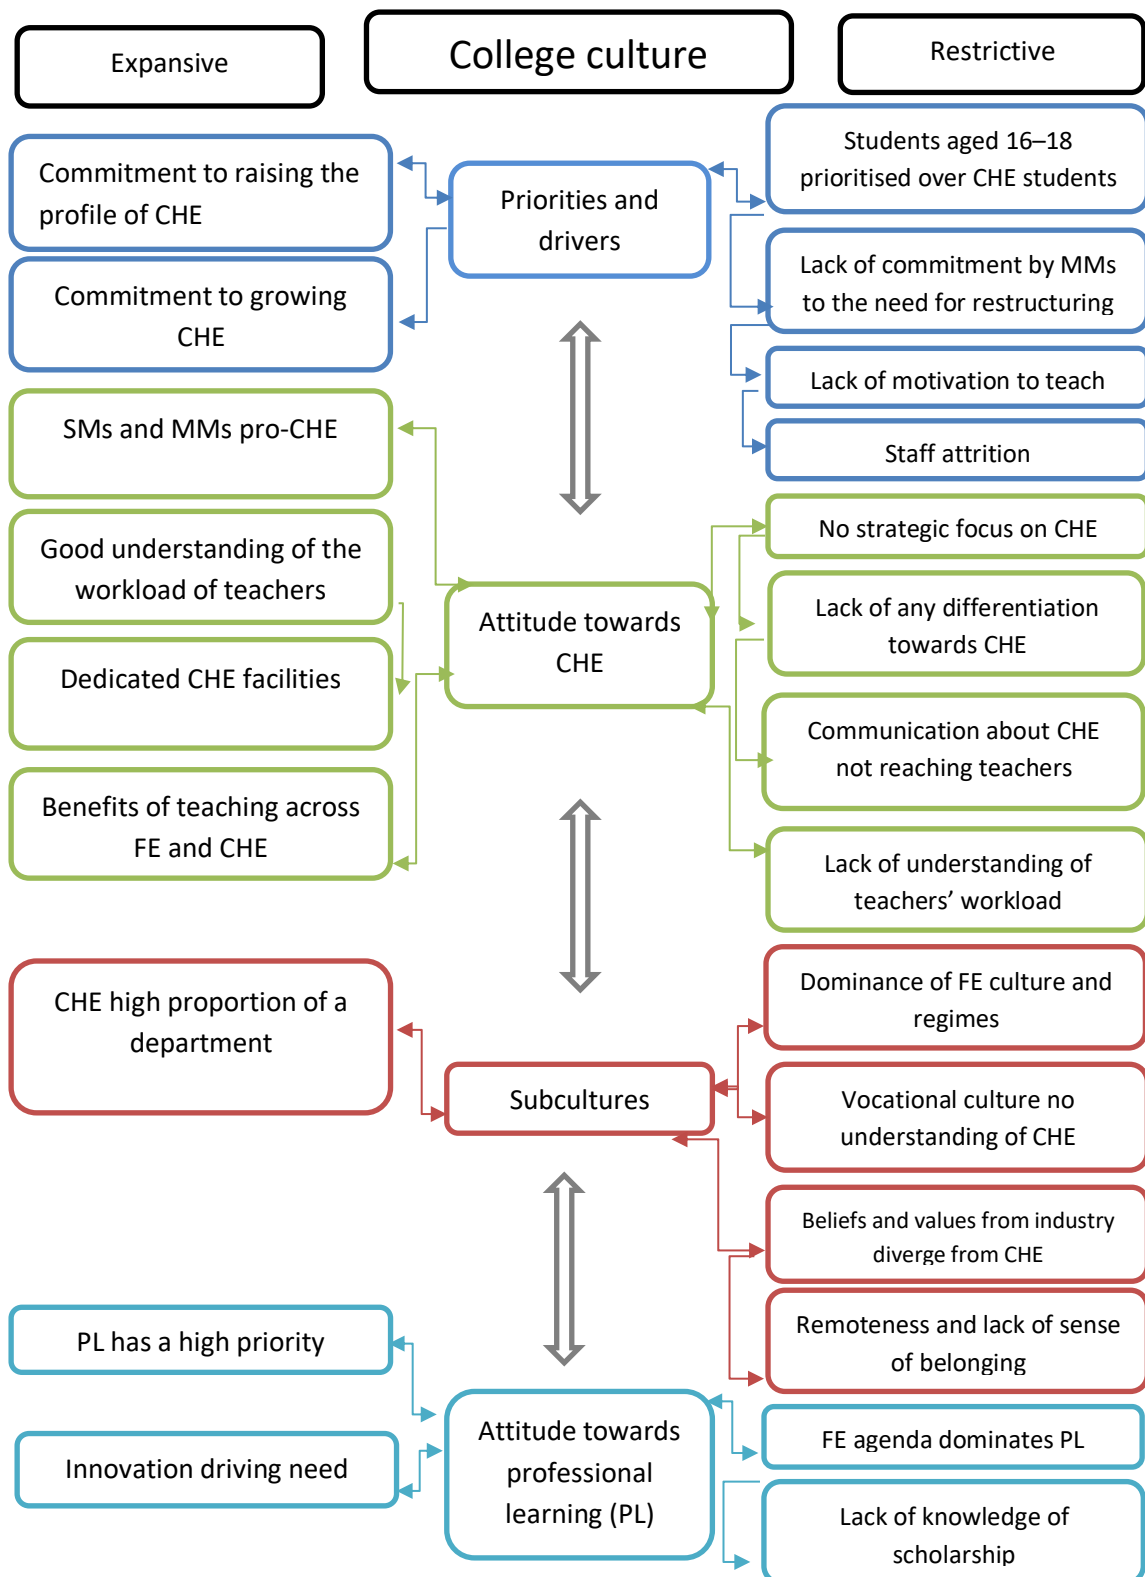 Expansive
College culture
Restrictive
Commitment to raising the
profile of CHE
Commitment to growing
CHE
Priorities and
drivers
Students aged 16–18
prioritised over CHE students
Lack of commitment by MMs
to the need for restructuring
Lack of motivation to teach
Staff attrition
SMs and MMs pro-CHE
Good understanding of the
workload of teachers
Dedicated CHE facilities
Benefits of teaching across
FE and CHE
Attitude towards
CHE
No strategic focus on CHE
Lack of any differentiation
towards CHE
Communication about CHE
not reaching teachers
Lack of understanding of
teachers’ workload
CHE high proportion of a
department
Subcultures
Dominance of FE culture and
regimes
Vocational culture no
understanding of CHE
Beliefs and values from industry
diverge from CHE
Remoteness and lack of sense
of belonging
PL has a high priority
Innovation driving need
Attitude towards
professional
learning (PL)
FE agenda dominates PL
Lack of knowledge of
scholarship